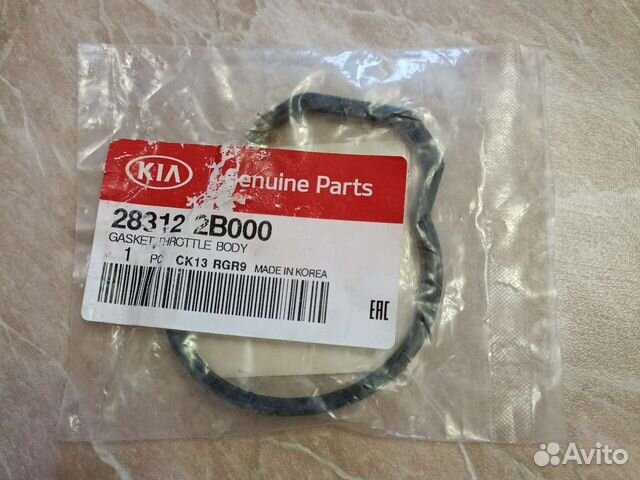 KIA Genuine Parts
28312 2B000
GASKET THROTTLE BODY
1 PC CK13 RGR9 MADE IN KOREA
EAC
Avito